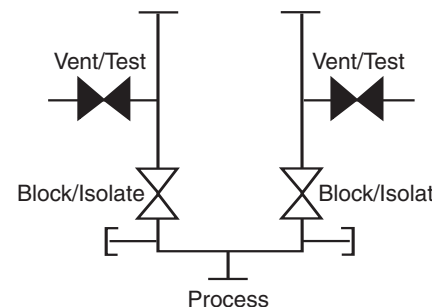 Vent/Test
Vent/Test
Block/Isolate
Block/Isolat
Process